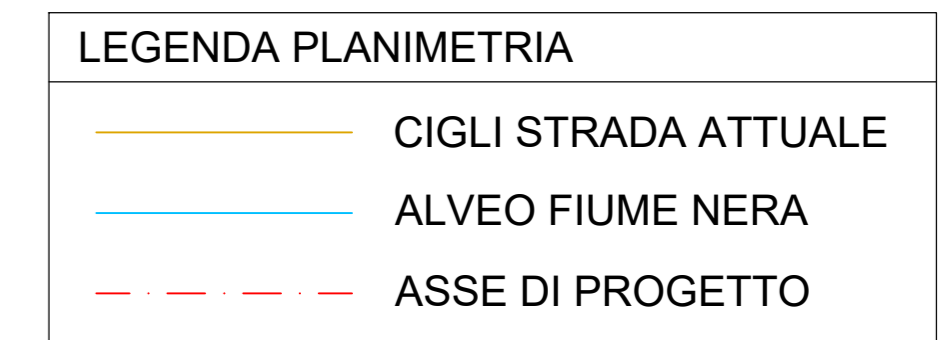 LEGENDA PLANIMETRIA
CIGLI STRADA ATTUALE
ALVEO FIUME NERA
ASSE DI PROGETTO